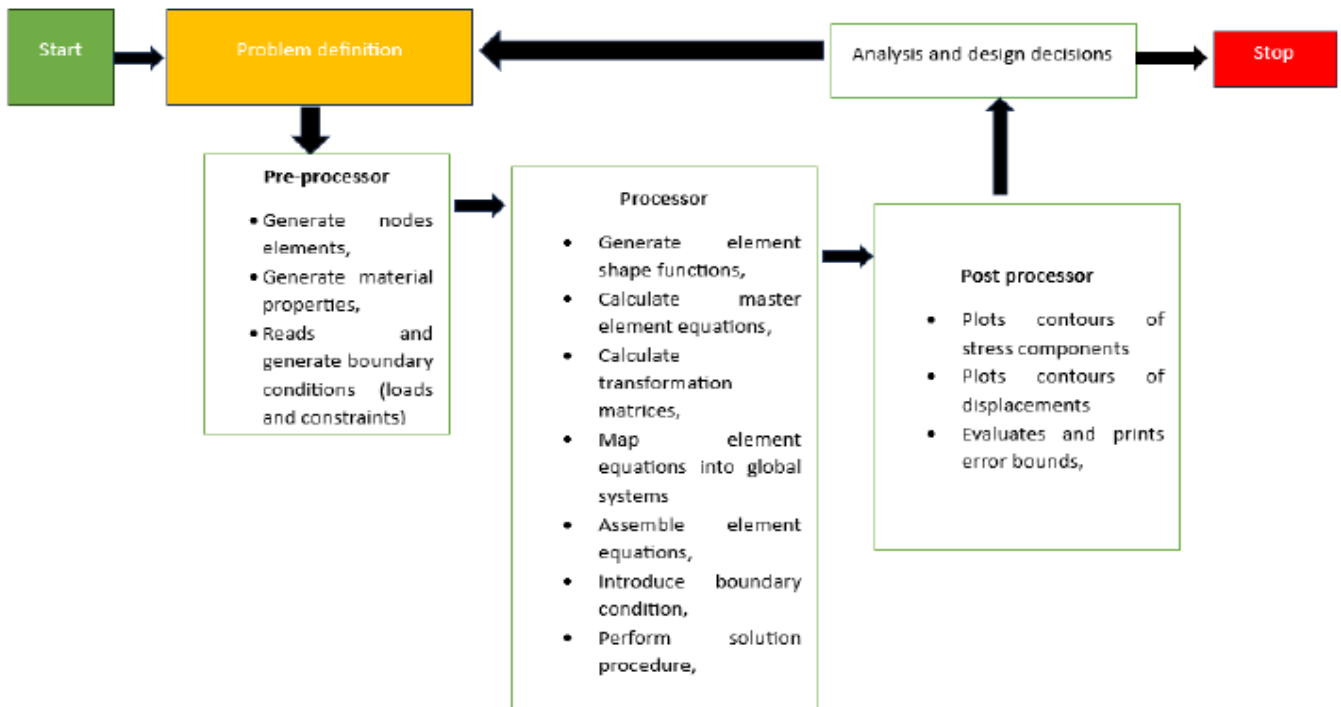 Start
Problem definition
Analysis and design decisions
Stop
Pre-processor
• Generate nodes
elements,
• Generate material
properties,
• Reads and
generate boundary
conditions (loads
and constraints)
Processor
• Generate element
shape functions,
• Calculate master
element equations,
• Calculate
transformation
matrices,
• Map element
equations into global
systems
• Assemble element
equations,
• Introduce boundary
condition,
• Perform solution
procedure,
Post processor
• Plots contours of
stress components
• Plots contours of
displacements
• Evaluates and prints
error bounds,